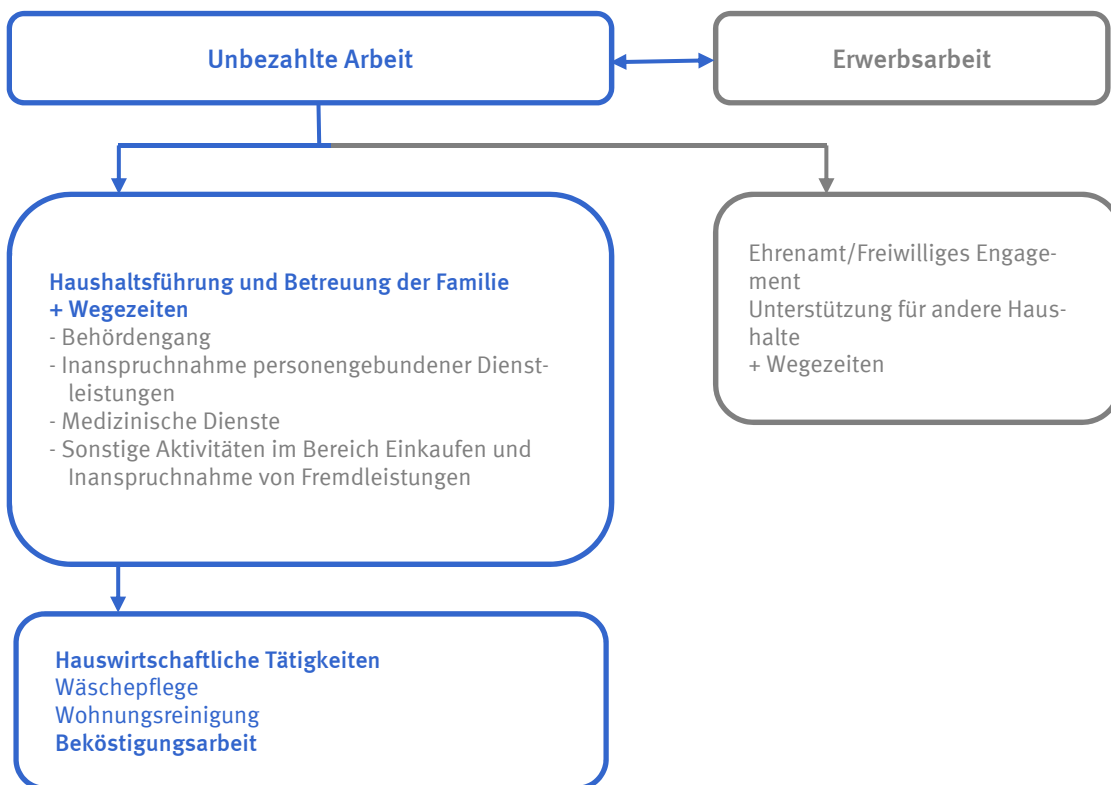 Unbezahlte Arbeit
Erwerbsarbeit
Haushaltsführung und Betreuung der Familie
+ Wegezeiten
- Behördengang
- Inanspruchnahme personengebundener Dienst-
leistungen
- Medizinische Dienste
- Sonstige Aktivitäten im Bereich Einkaufen und
Inanspruchnahme von Fremdleistungen
Ehrenamt/Freiwilliges Engage-
ment
Unterstützung für andere Haus-
halte
+ Wegezeiten
Hauswirtschaftliche Tätigkeiten
Wäschepflege
Wohnungsreinigung
Beköstigungsarbeit